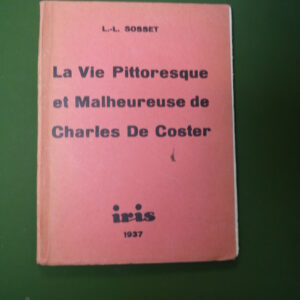 L.-L. SOSSET
La Vie Pittoresque
et Malheureuse de
Charles De Coster
iris
1937